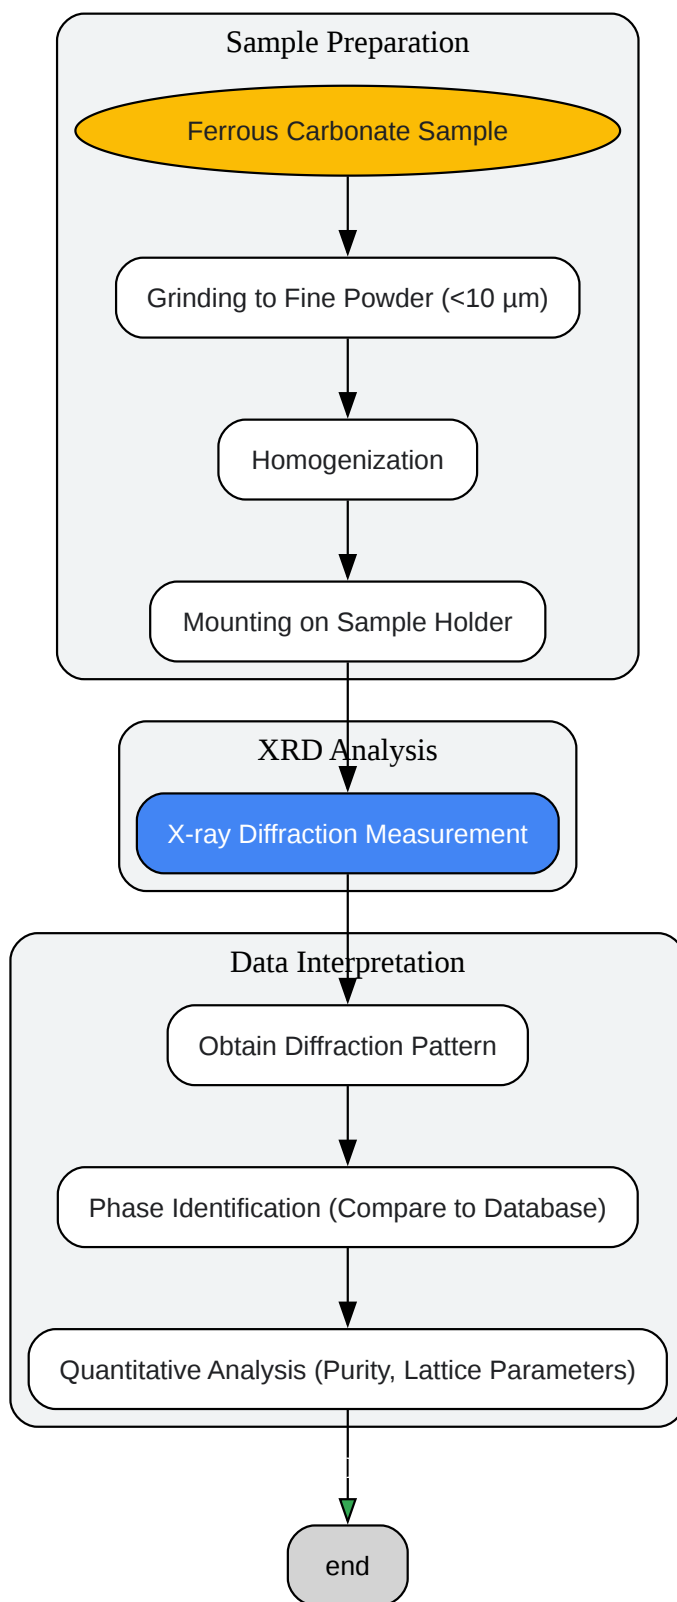 Sample Preparation
Ferrous Carbonate Sample
Grinding to Fine Powder (<10 µm)
Homogenization
Mounting on Sample Holder
XRD Analysis
X-ray Diffraction Measurement
Data Interpretation
Obtain Diffraction Pattern
Phase Identification (Compare to Database)
Quantitative Analysis (Purity, Lattice Parameters)
end